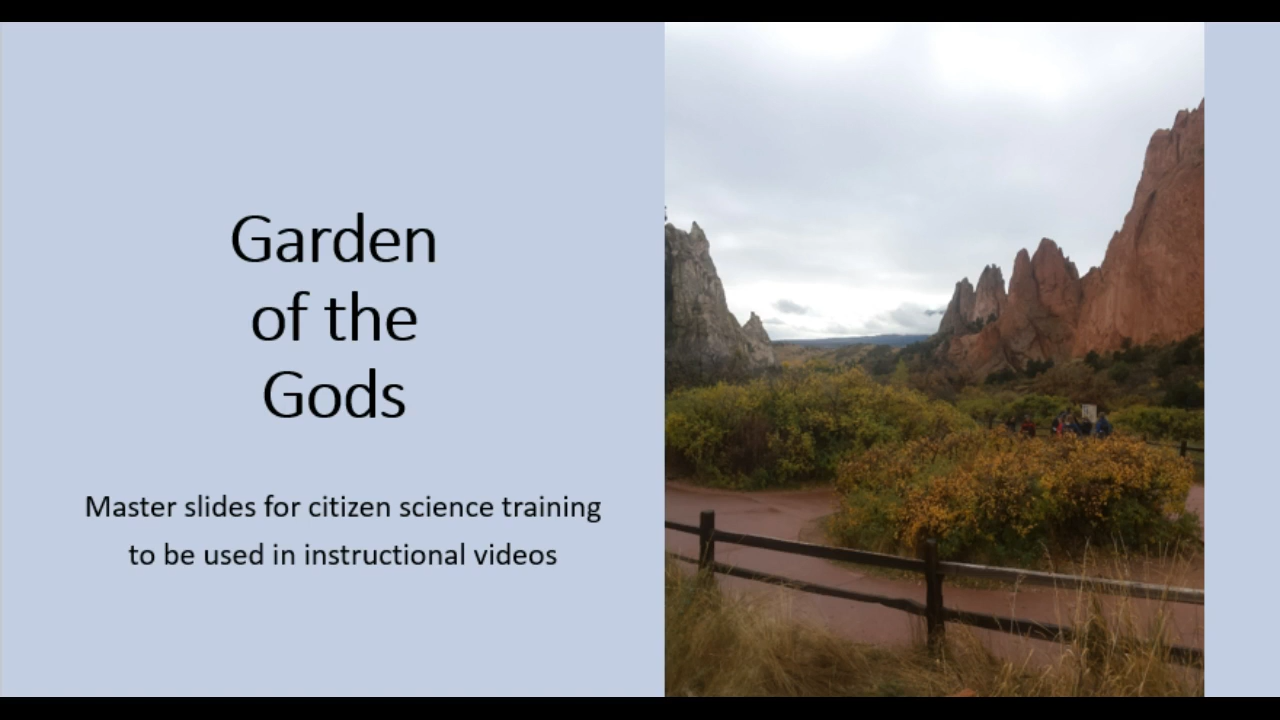 Garden
of the
Gods
Master slides for citizen science training
to be used in instructional videos